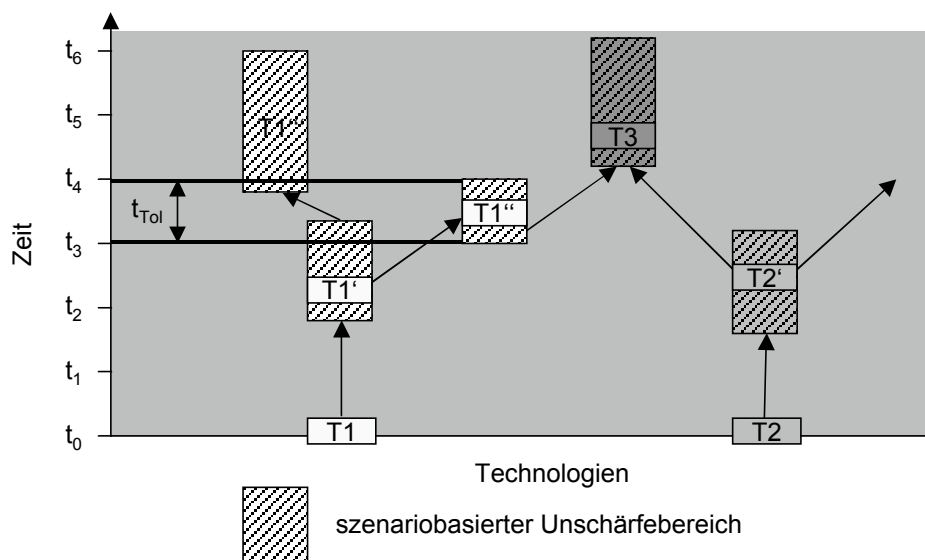 t6
t5
T1''
T3
t4
tTol
T1‘‘
t3
Zeit
T1‘
T2‘
t2
t1
t0
T1
T2
Technologien
szenariobasierter Unschärfebereich